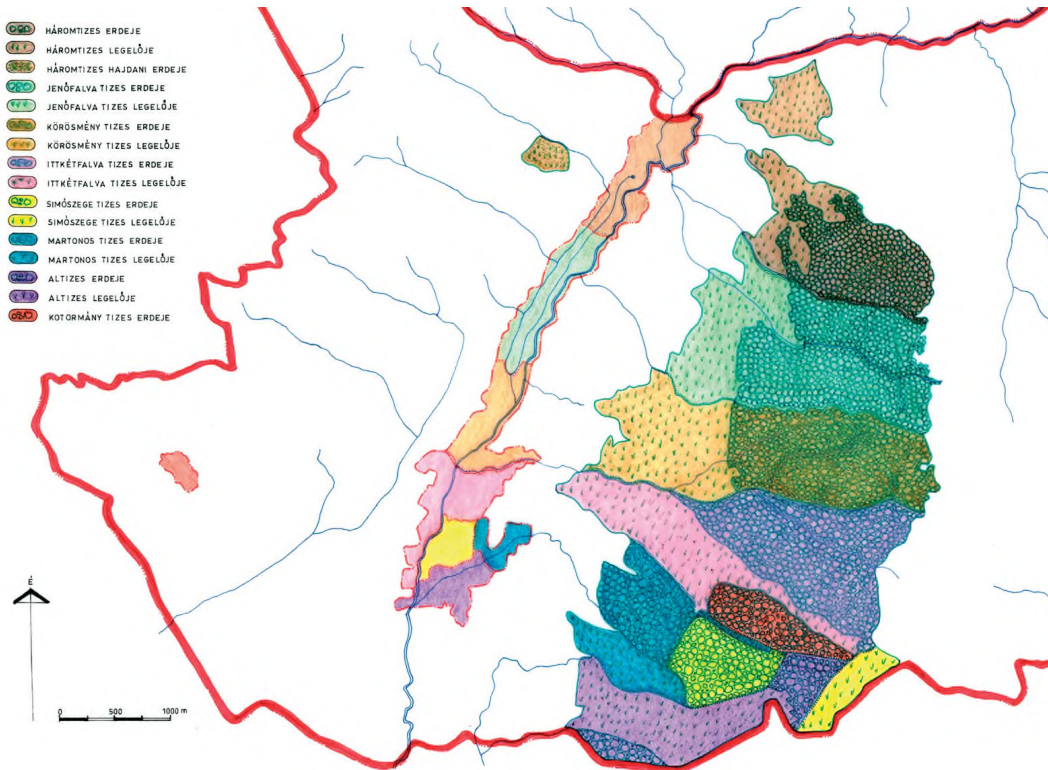 HÁROMTIZES ERDEJE
HÁROMTIZES LEGELŐJE
HÁROMTIZES HAJDANI ERDEJE
JENŐFALVA TIZES ERDEJE
JENŐFALVA TIZES LEGELŐJE
KÖRÖSMÉNY TIZES ERDEJE
KÖRÖSMÉNY TIZES LEGELŐJE
ITTKÉTFALVA TIZES ERDEJE
ITTKÉTFALVA TIZES LEGELŐJE
SIMÓSZEGE TIZES ERDEJE
SIMÓSZEGE TIZES LEGELŐJE
MARTONOS TIZES ERDEJE
MARTONOS TIZES LEGELŐJE
ALTIZES ERDEJE
ALTIZES LEGELŐJE
KOTORMÁNY TIZES ERDEJE
É
0 500 1000 m